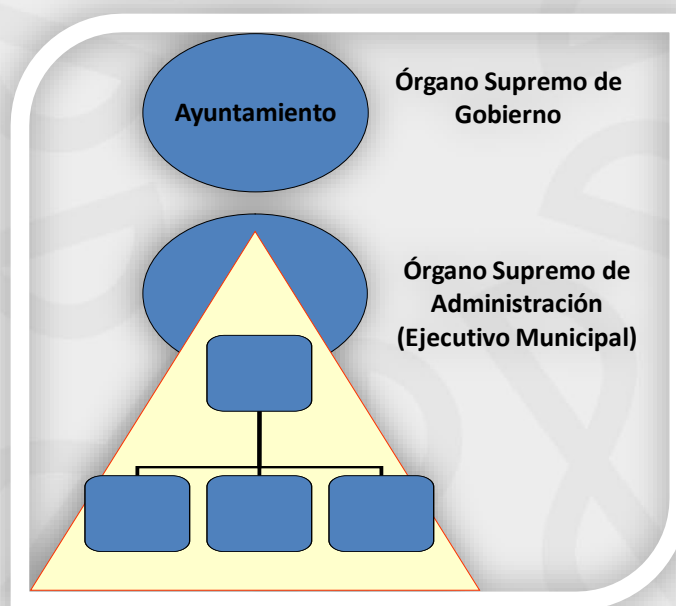 Ayuntamiento
Órgano Supremo de
Gobierno
Órgano Supremo de
Administración
(Ejecutivo Municipal)